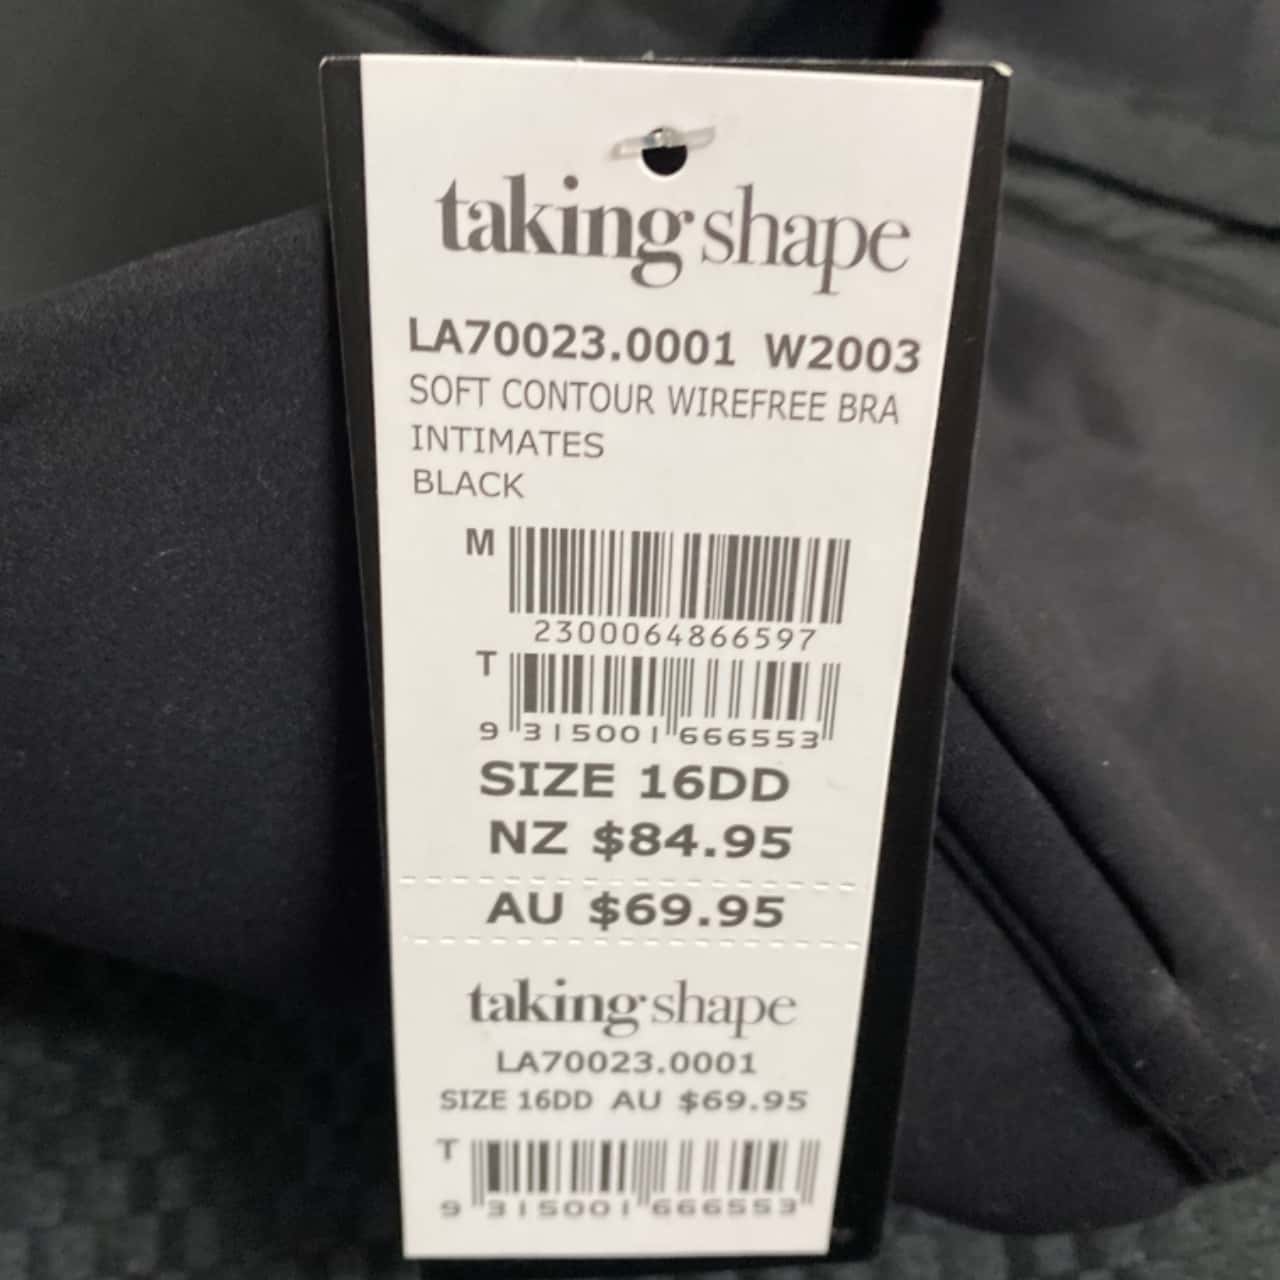 taking shape
LA70023.0001 W2003
SOFT CONTOUR WIREFREE BRA
INTIMATES
BLACK
M
2300064866597
T
9 315001 666553
SIZE 16DD
NZ $84.95
AU $69.95
taking shape
LA70023.0001
SIZE 16DD AU $69.95
T
9 315001 666553